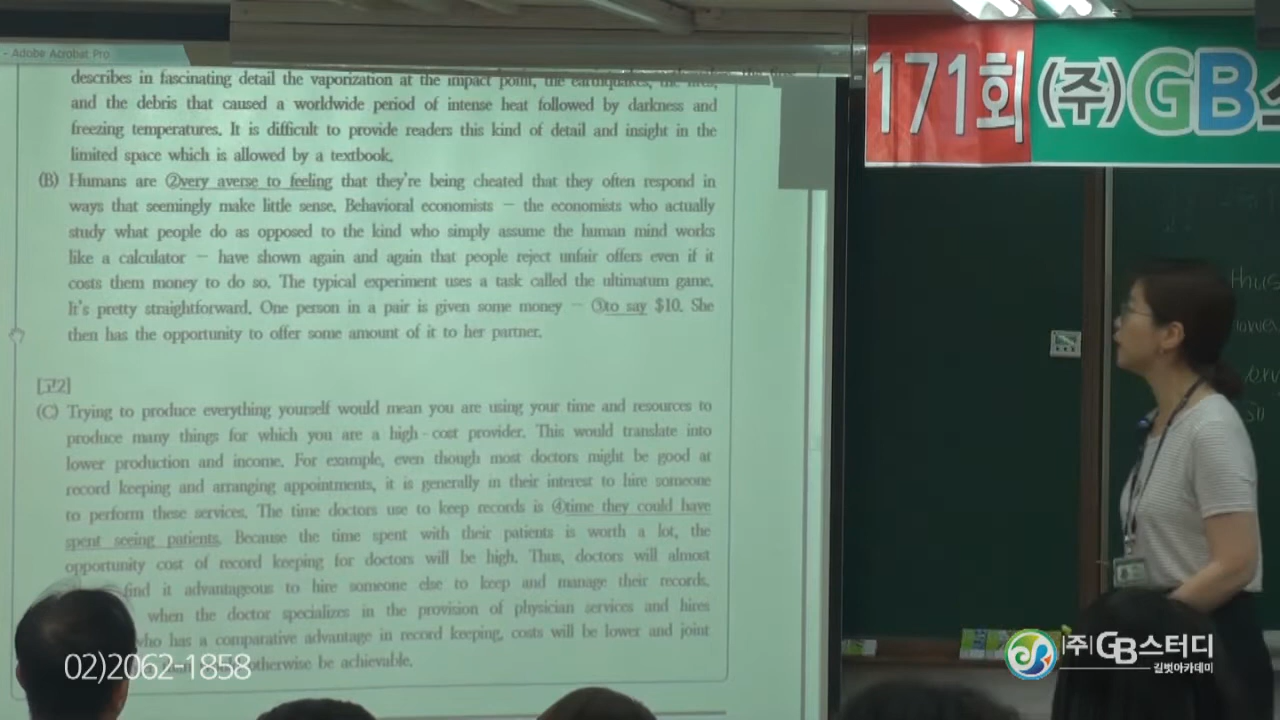 - Adobe Acrobat Pro
describes in fascinating detail the vaporization at the impact point, the earthquakes, the fires,
and the debris that caused a worldwide period of intense heat followed by darkness and
freezing temperatures. It is difficult to provide readers this kind of detail and insight in the
limited space which is allowed by a textbook.
(B) Humans are ②very averse to feeling that they're being cheated that they often respond in
ways that seemingly make little sense. Behavioral economists – the economists who actually
study what people do as opposed to the kind who simply assume the human mind works
like a calculator – have shown again and again that people reject unfair offers even if it
costs them money to do so. The typical experiment uses a task called the ultimatum game.
It's pretty straightforward. One person in a pair is given some money – ③to say $10. She
then has the opportunity to offer some amount of it to her partner.
[고2]
(C) Trying to produce everything yourself would mean you are using your time and resources to
produce many things for which you are a high-cost provider. This would translate into
lower production and income. For example, even though most doctors might be good at
record keeping and arranging appointments, it is generally in their interest to hire someone
to perform these services. The time doctors use to keep records is ④time they could have
spent seeing patients. Because the time spent with their patients is worth a lot, the
opportunity cost of record keeping for doctors will be high. Thus, doctors will almost
find it advantageous to hire someone else to keep and manage their records.
when the doctor specializes in the provision of physician services and hires
who has a comparative advantage in record keeping, costs will be lower and joint
otherwise be achievable.
171회 (주)GB스
thus
02)2062-1858
(주)GB스터디
길벗아카데미